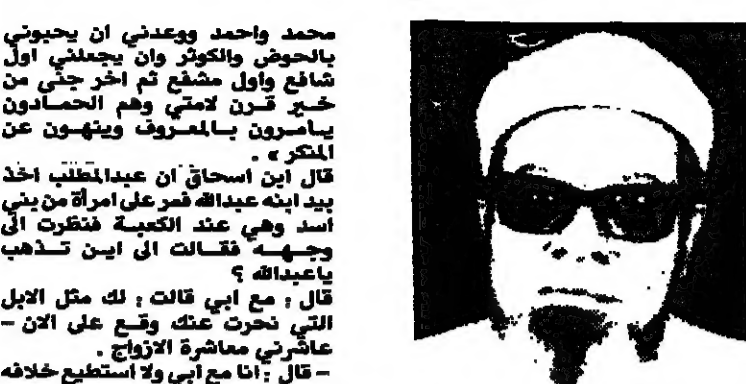 محمد واحمد ووعدني ان يحبوني
بالحوض والكوثر وان يجعلني اول
شافع واول مشفع ثم اخر جنى من
خير قرن لامتي وهم الحمادون
يأمرون بالمعروف وينهون عن
المنكر » .
قال ابن اسحاق ان عبدالمطلب اخذ
بيد ابنه عبدالله فمر على امرأة من بني
اسد وهي عند الكعبة فنظرت الى
وجهه فقالت الى اين تذهب
ياعبدالله ؟
قال : مع ابي قالت : لك مثل الابل
التي نحرت عنك وقع على الان -
عاشرني معاشرة الازواج .
- قال : انا مع أبي ولا استطيع خلافه